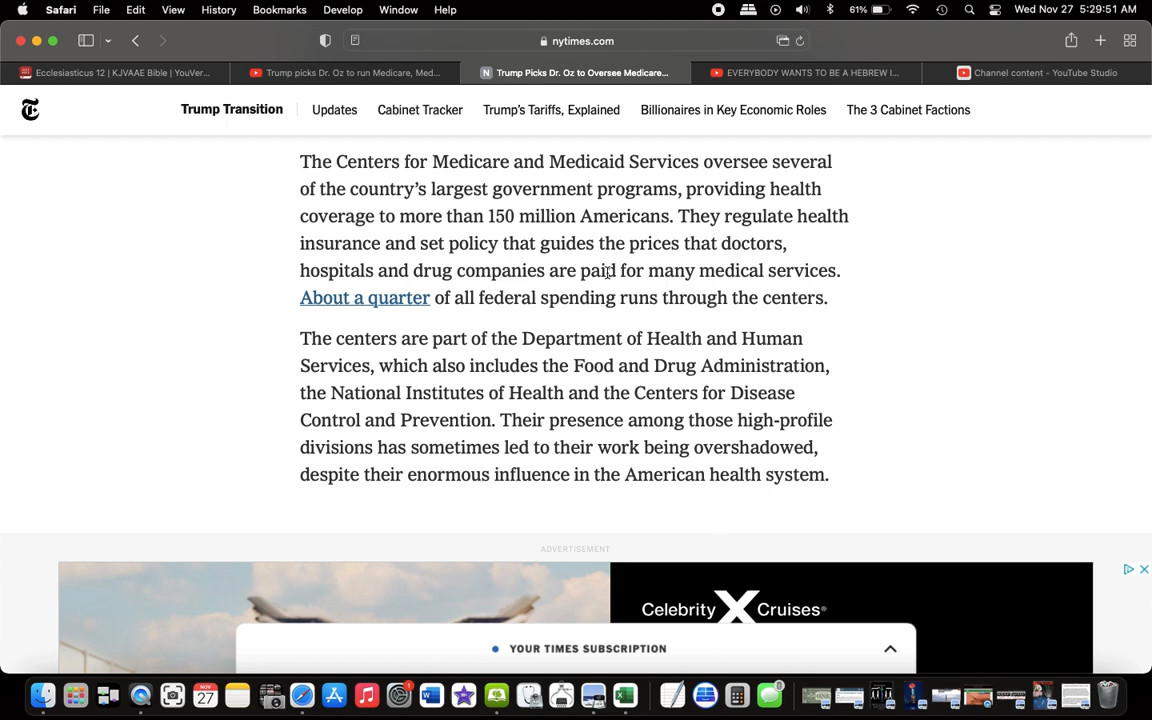 Safari File Edit View History Bookmarks Develop Window Help 61% Wed Nov 27 5:29:51 AM
nytimes.com
Ecclesiasticus 12 | KJVAAE Bible | YouVer... Trump picks Dr. Oz to run Medicare, Med... N Trump Picks Dr. Oz to Oversee Medicare... EVERYBODY WANTS TO BE A HEBREW I... Channel content - YouTube Studio
T Trump Transition Updates Cabinet Tracker Trump's Tariffs, Explained Billionaires in Key Economic Roles The 3 Cabinet Factions
The Centers for Medicare and Medicaid Services oversee several
of the country's largest government programs, providing health
coverage to more than 150 million Americans. They regulate health
insurance and set policy that guides the prices that doctors,
hospitals and drug companies are paid for many medical services.
About a quarter of all federal spending runs through the centers.
The centers are part of the Department of Health and Human
Services, which also includes the Food and Drug Administration,
the National Institutes of Health and the Centers for Disease
Control and Prevention. Their presence among those high-profile
divisions has sometimes led to their work being overshadowed,
despite their enormous influence in the American health system.
ADVERTISEMENT
Celebrity X Cruises®
YOUR TIMES SUBSCRIPTION
NOV
27
1